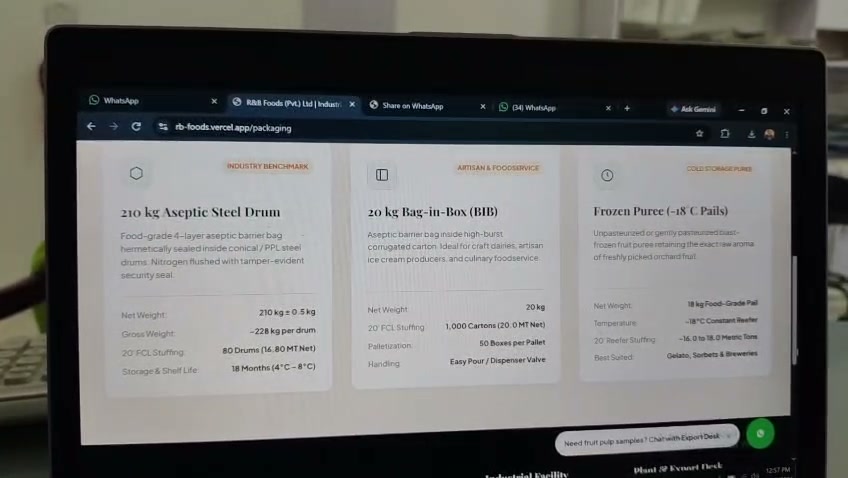 WhatsApp
R&B Foods (Pvt.) Ltd | Industri
Share on WhatsApp
(34) WhatsApp
Ask Gemini
rb-foods.vercel.app/packaging
INDUSTRY BENCHMARK
210 kg Aseptic Steel Drum
Food-grade 4-layer aseptic barrier bag
hermetically sealed inside conical / PPL steel
drums. Nitrogen flushed with tamper-evident
security seal.
Net Weight: 210 kg ± 0.5 kg
Gross Weight: ~228 kg per drum
20' FCL Stuffing: 80 Drums (16.80 MT Net)
Storage & Shelf Life: 18 Months (4°C - 8°C)
ARTISAN & FOODSERVICE
20 kg Bag-in-Box (BIB)
Aseptic barrier bag inside high-burst
corrugated carton. Ideal for craft dairies, artisan
ice cream producers, and culinary foodservice.
Net Weight: 20 kg
20' FCL Stuffing: 1,000 Cartons (20.0 MT Net)
Palletization: 50 Boxes per Pallet
Handling: Easy Pour / Dispenser Valve
COLD STORAGE PUREE
Frozen Puree (-18°C Pails)
Unpasteurized or gently pasteurized blast-
frozen fruit puree retaining the exact raw aroma
of freshly picked orchard fruit.
Net Weight: 18 kg Food-Grade Pail
Temperature: -18°C Constant Reefer
20' Reefer Stuffing: ~16.0 to 18.0 Metric Tons
Best Suited: Gelato, Sorbets & Breweries
Need fruit pulp samples? Chat with Export Desk
Industrial Facility
Plant & Export Desk
12:57 PM